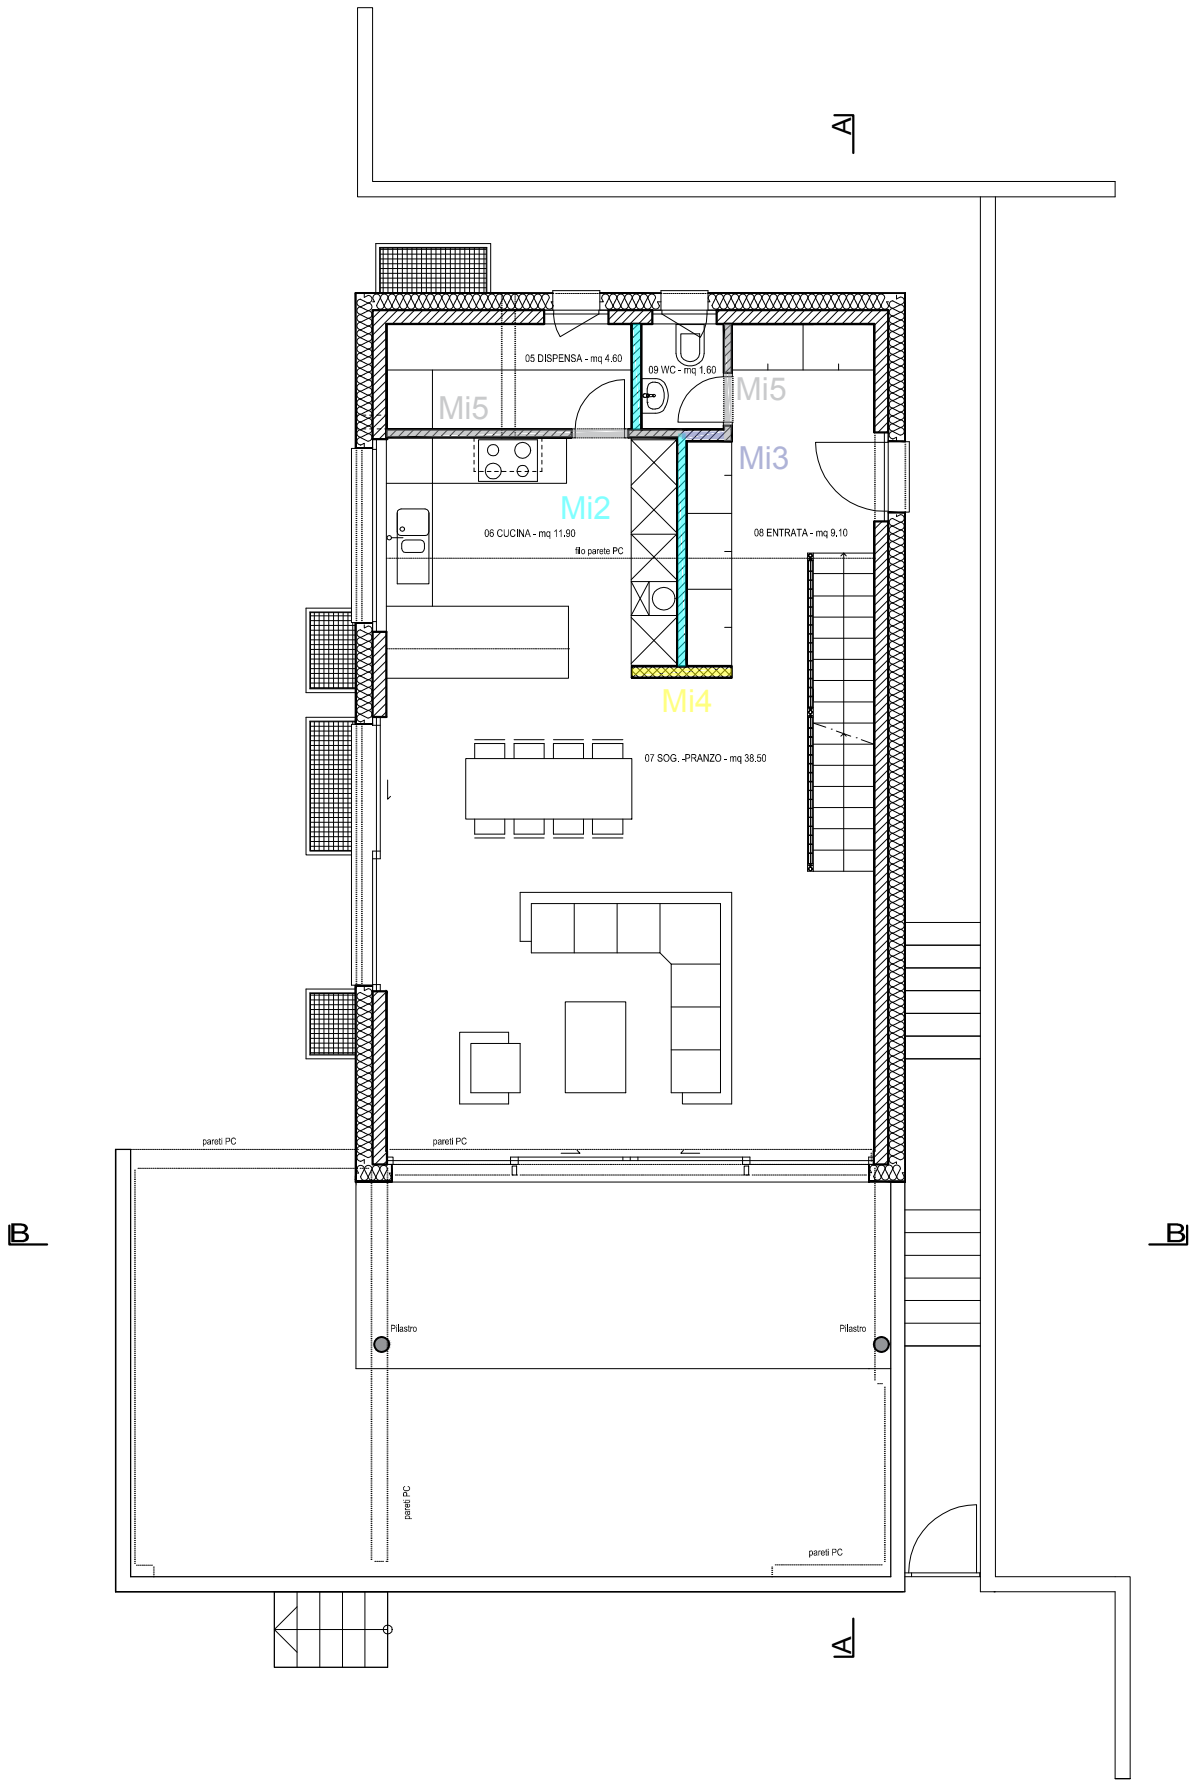 A
05 DISPENSA - mq 4.60
09 WC - mq 1.60
Mi5
Mi5
Mi3
Mi2
06 CUCINA - mq 11.90
08 ENTRATA - mq 9.10
filo parete PC
Mi4
07 SOG. -PRANZO - mq 38.50
pareti PC
pareti PC
B
B
Pilastro
Pilastro
pareti PC
pareti PC
A